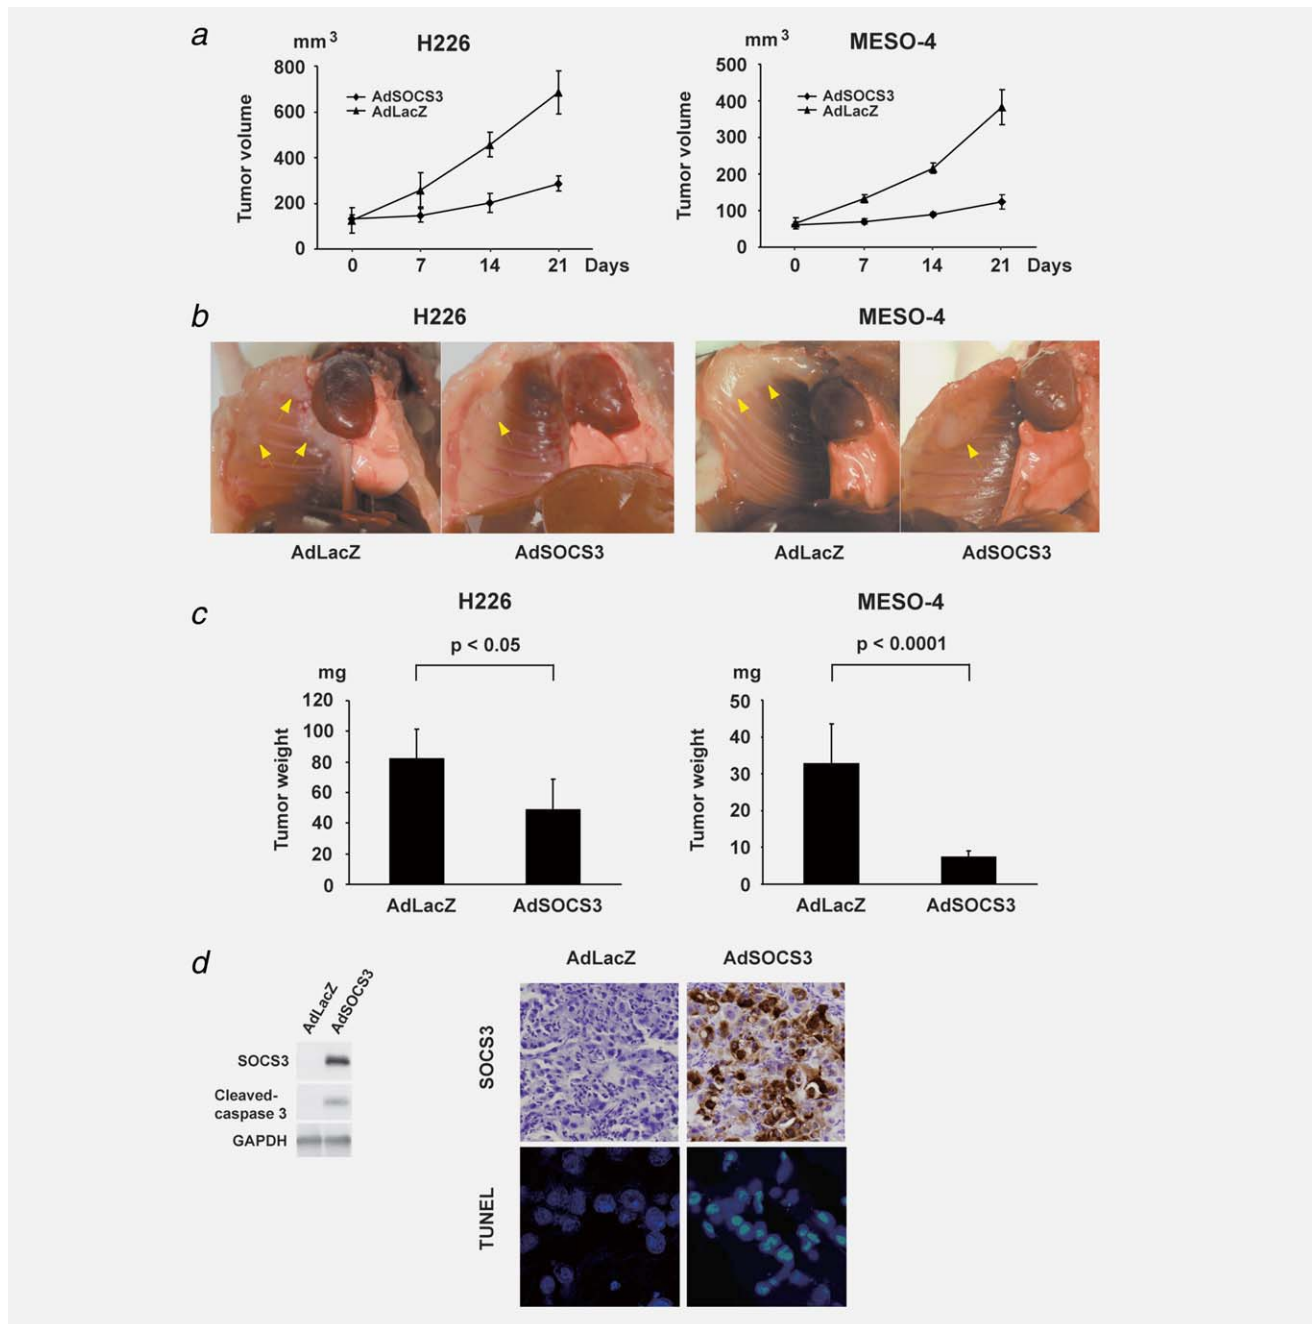 a
mm3 H226
Tumor volume
800
600
400
200
0
AdSOCS3
AdLacZ
0 7 14 21 Days
mm3 MESO-4
Tumor volume
500
400
300
200
100
0
AdSOCS3
AdLacZ
0 7 14 21 Days
b
H226 MESO-4
AdLacZ AdSOCS3 AdLacZ AdSOCS3
c
H226
p < 0.05
mg
Tumor weight
120
100
80
60
40
20
0
AdLacZ AdSOCS3
MESO-4
p < 0.0001
mg
Tumor weight
50
40
30
20
10
0
AdLacZ AdSOCS3
d
AdLacZ
AdSOCS3
SOCS3
Cleaved-
caspase 3
GAPDH
AdLacZ AdSOCS3
SOCS3
TUNEL